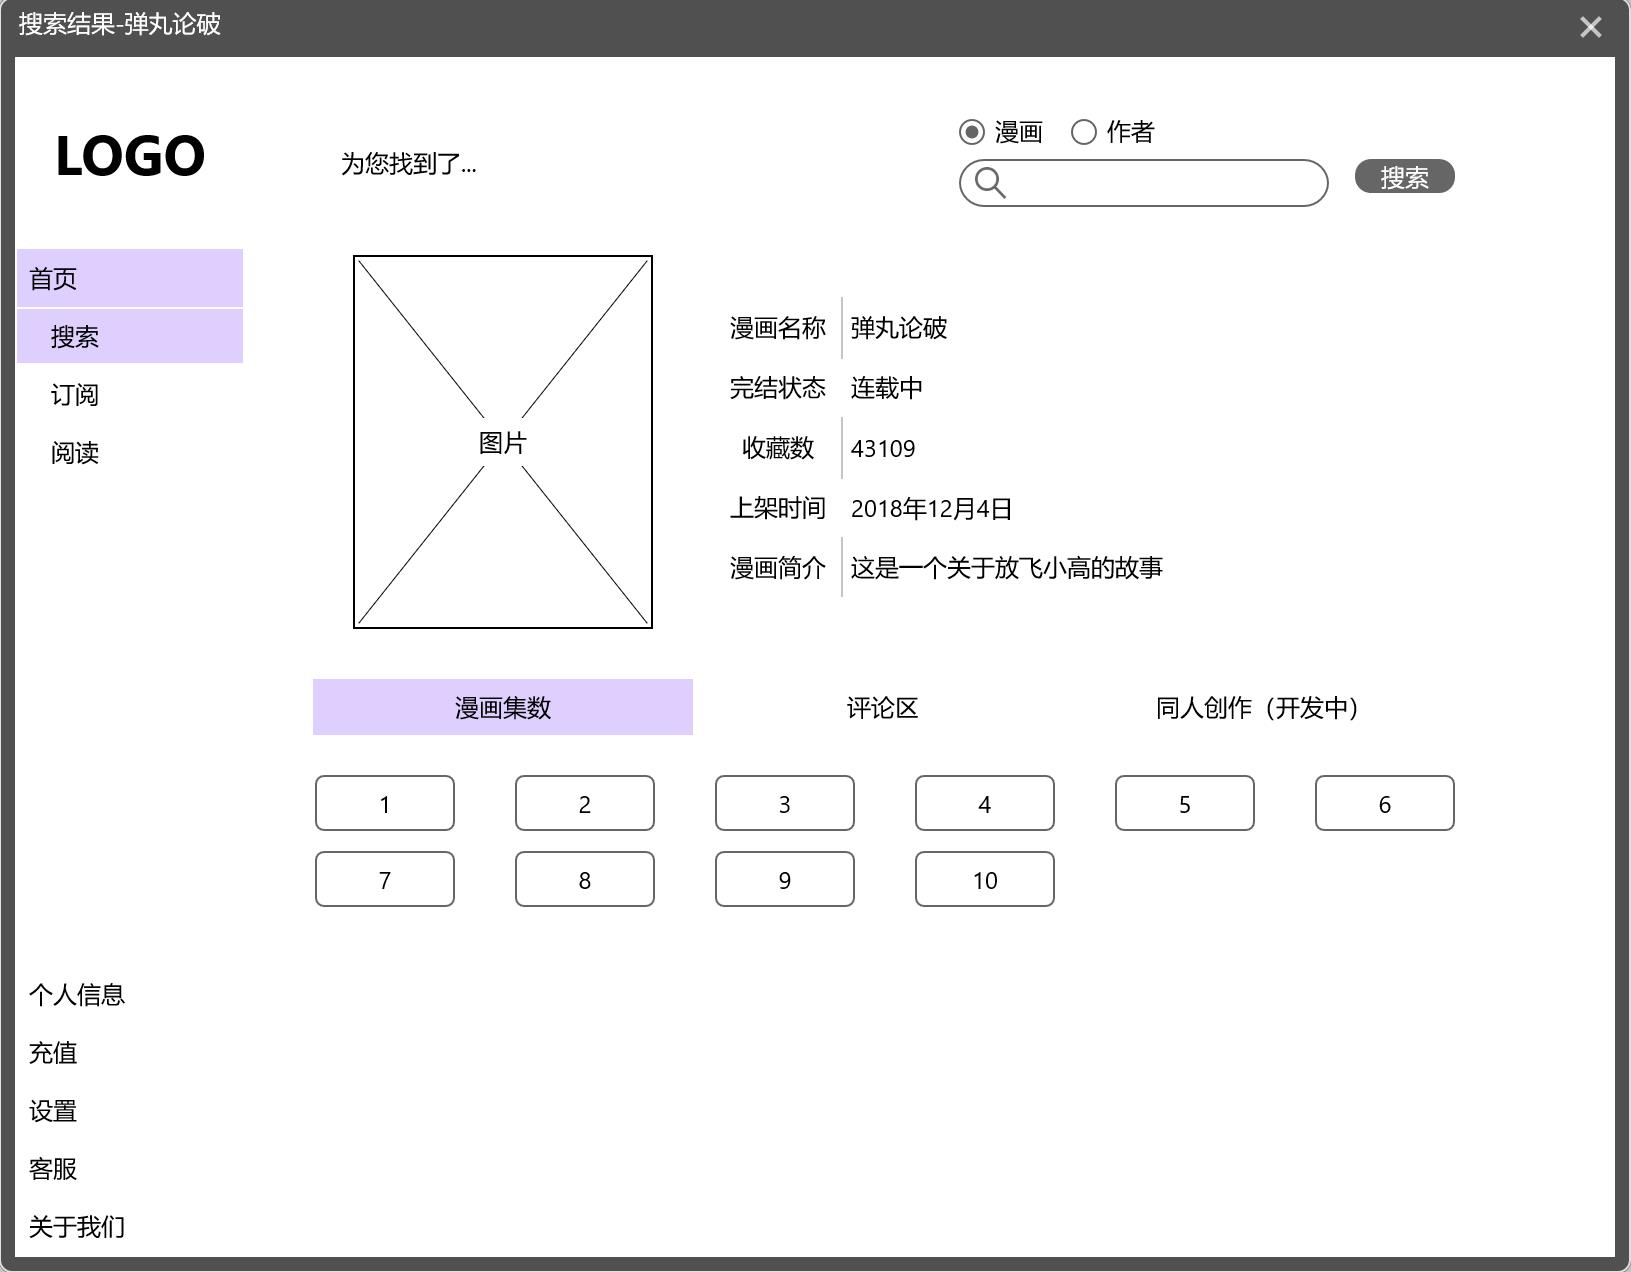 搜索结果-弹丸论破
LOGO
为您找到了...
漫画
作者
搜索
首页
搜索
订阅
阅读
图片
漫画名称 弹丸论破
完结状态 连载中
收藏数 43109
上架时间 2018年12月4日
漫画简介 这是一个关于放飞小高的故事
漫画集数
评论区
同人创作（开发中）
1 2 3 4 5 6
7 8 9 10
个人信息
充值
设置
客服
关于我们